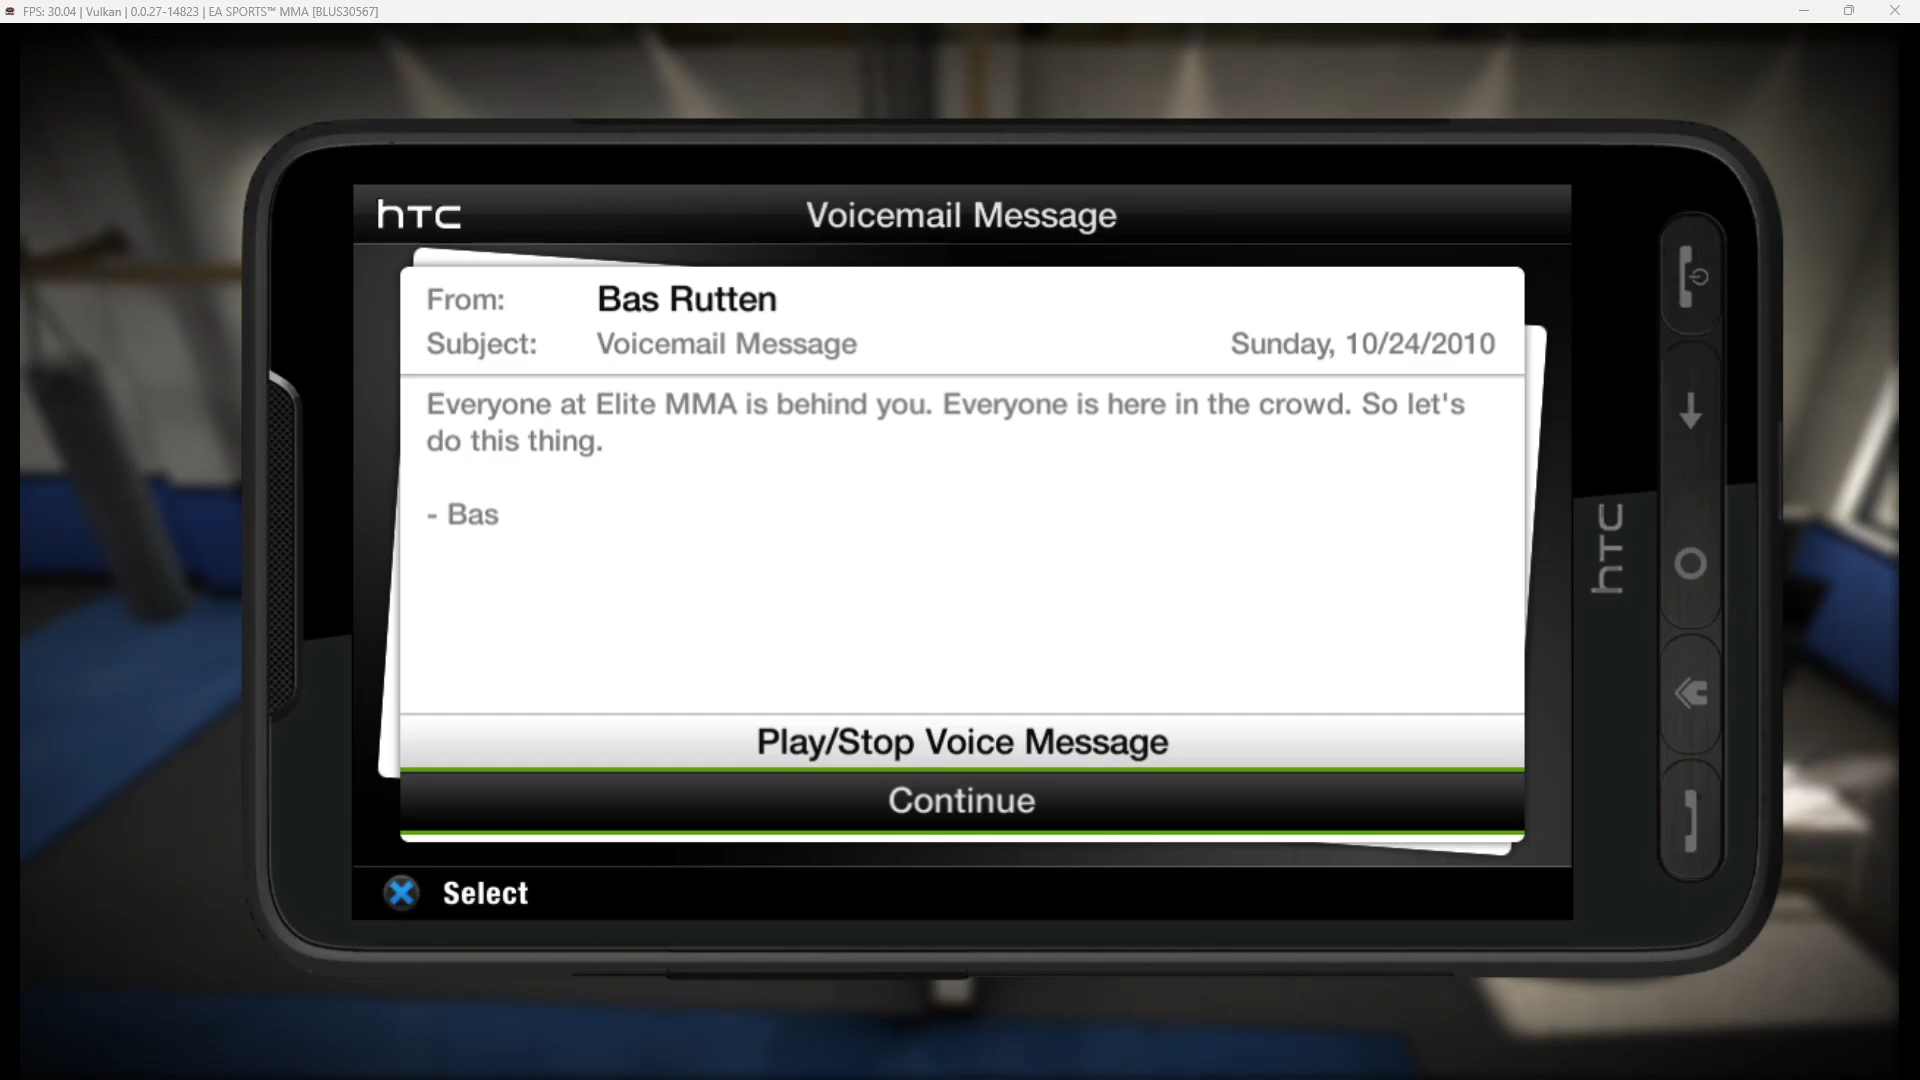 FPS: 30.04 | Vulkan | 0.0.27-14823 | EA SPORTS™ MMA [BLUS30567]
hTC
Voicemail Message
From: Bas Rutten
Subject: Voicemail Message Sunday, 10/24/2010
Everyone at Elite MMA is behind you. Everyone is here in the crowd. So let's
do this thing.
- Bas
hTC
Play/Stop Voice Message
Continue
Select